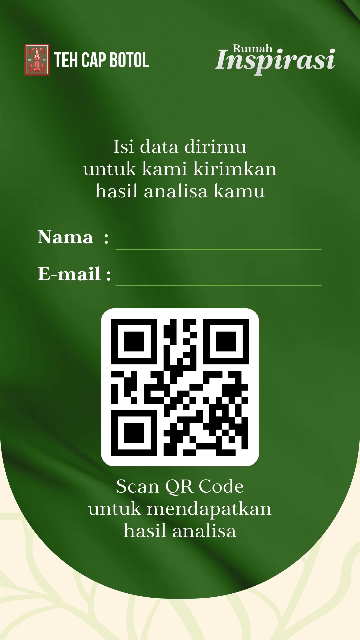 TEH CAP BOTOL
Rumah
Inspirasi
Isi data dirimu
untuk kami kirimkan
hasil analisa kamu
Nama :
E-mail :
Scan QR Code
untuk mendapatkan
hasil analisa